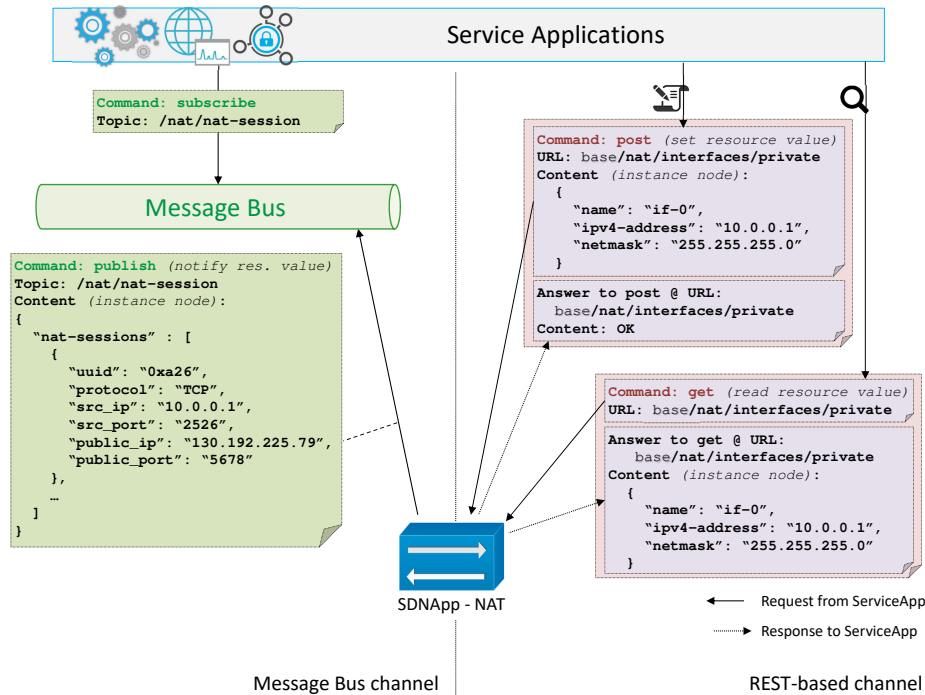 Service Applications
Command: subscribe
Topic: /nat/nat-session
Message Bus
Command: publish (notify res. value)
Topic: /nat/nat-session
Content (instance node):
{
“nat-sessions” : [
{
“uuid”: “0xa26”,
“protocol”: “TCP”,
“src_ip”: “10.0.0.1”,
“src_port”: “2526”,
“public_ip”: “130.192.225.79”,
“public_port”: “5678”
},
…
]
}
Command: post (set resource value)
URL: base/nat/interfaces/private
Content (instance node):
{
“name”: “if-0”,
“ipv4-address”: “10.0.0.1”,
“netmask”: “255.255.255.0”
}
Answer to post @ URL:
base/nat/interfaces/private
Content: OK
Command: get (read resource value)
URL: base/nat/interfaces/private
Answer to get @ URL:
base/nat/interfaces/private
Content (instance node):
{
“name”: “if-0”,
“ipv4-address”: “10.0.0.1”,
“netmask”: “255.255.255.0”
}
SDNApp - NAT
Request from ServiceApp
Response to ServiceApp
Message Bus channel
REST-based channel